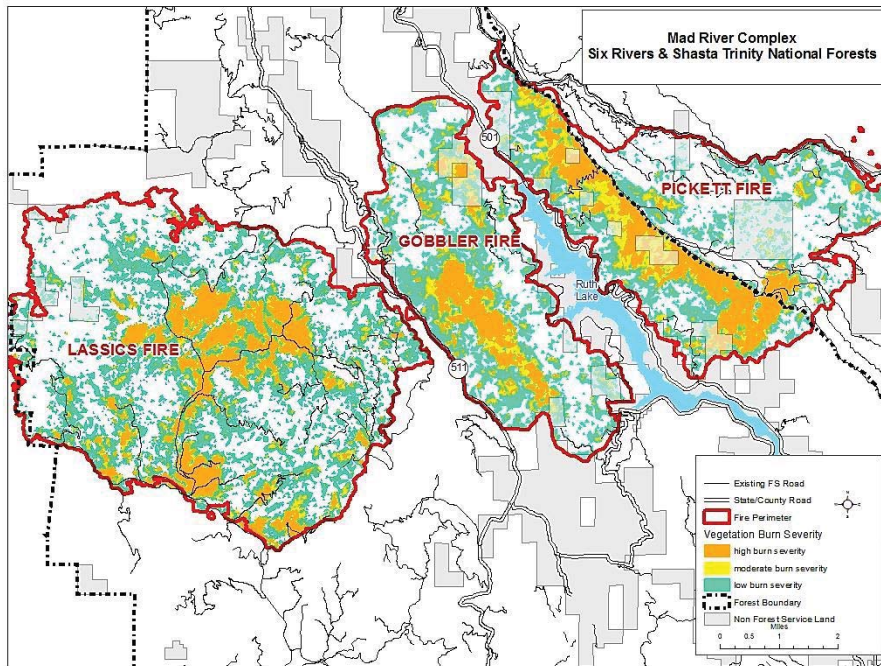 Mad River Complex
Six Rivers & Shasta Trinity National Forests
501
PICKETT FIRE
GOBBLER FIRE
Ruth
Lake
LASSICS FIRE
511
Existing FS Road
State/County Road
Fire Perimeter
Vegetation Burn Severity
high burn severity
moderate burn severity
low burn severity
Forest Boundary
Non Forest Service Land
Miles
0 0.5 1 2